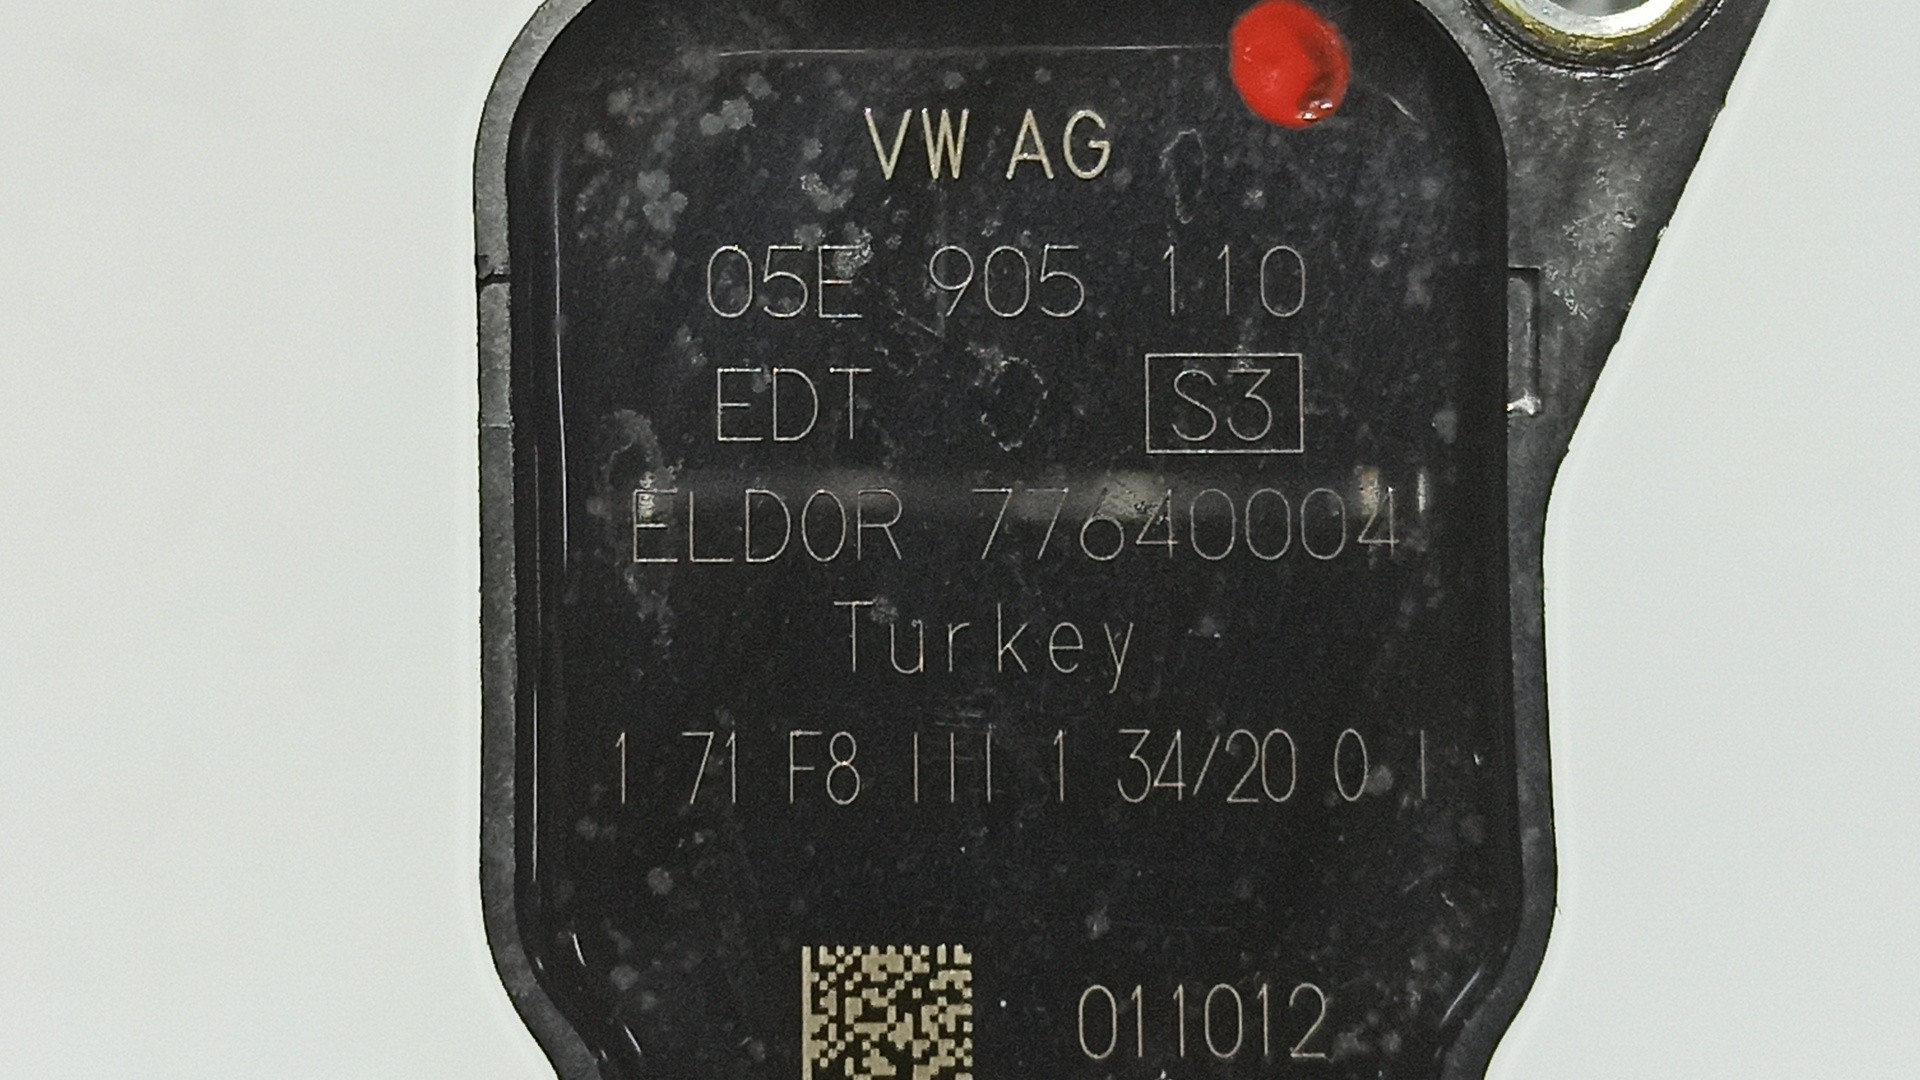 VW AG
05E 905 110
EDT S3
ELDOR 77640004
Turkey
1 71 F8 III 1 34/20 0 I
011012